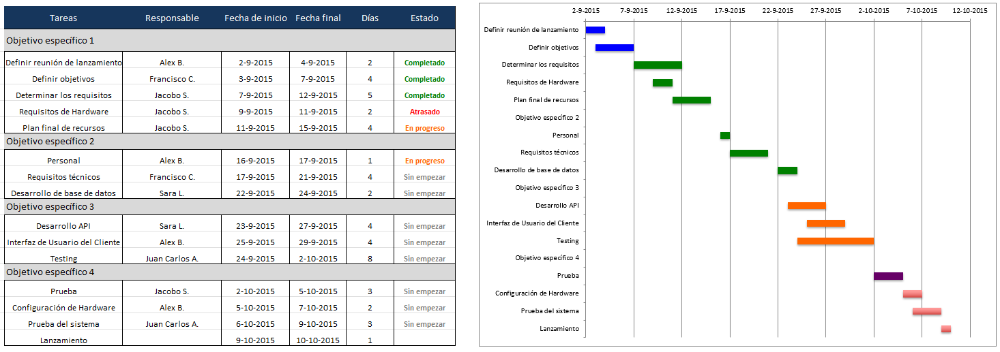 Tareas Responsable Fecha de inicio Fecha final Días Estado
Objetivo específico 1
Definir reunión de lanzamiento Alex B. 2-9-2015 4-9-2015 2 Completado
Definir objetivos Francisco C. 3-9-2015 7-9-2015 4 Completado
Determinar los requisitos Jacobo S. 7-9-2015 12-9-2015 5 Completado
Requisitos de Hardware Jacobo S. 9-9-2015 11-9-2015 2 Atrasado
Plan final de recursos Jacobo S. 11-9-2015 15-9-2015 4 En progreso
Objetivo específico 2
Personal Alex B. 16-9-2015 17-9-2015 1 En progreso
Requisitos técnicos Francisco C. 17-9-2015 21-9-2015 4 Sin empezar
Desarrollo de base de datos Sara L. 22-9-2015 24-9-2015 2 Sin empezar
Objetivo específico 3
Desarrollo API Sara L. 23-9-2015 27-9-2015 4 Sin empezar
Interfaz de Usuario del Cliente Alex B. 25-9-2015 29-9-2015 4 Sin empezar
Testing Juan Carlos A. 24-9-2015 2-10-2015 8 Sin empezar
Objetivo específico 4
Prueba Jacobo S. 2-10-2015 5-10-2015 3 Sin empezar
Configuración de Hardware Alex B. 5-10-2015 7-10-2015 2 Sin empezar
Prueba del sistema Juan Carlos A. 6-10-2015 9-10-2015 3 Sin empezar
Lanzamiento 9-10-2015 10-10-2015 1
2-9-2015 7-9-2015 12-9-2015 17-9-2015 22-9-2015 27-9-2015 2-10-2015 7-10-2015 12-10-2015
Definir reunión de lanzamiento
Definir objetivos
Determinar los requisitos
Requisitos de Hardware
Plan final de recursos
Objetivo específico 2
Personal
Requisitos técnicos
Desarrollo de base de datos
Objetivo específico 3
Desarrollo API
Interfaz de Usuario del Cliente
Testing
Objetivo específico 4
Prueba
Configuración de Hardware
Prueba del sistema
Lanzamiento